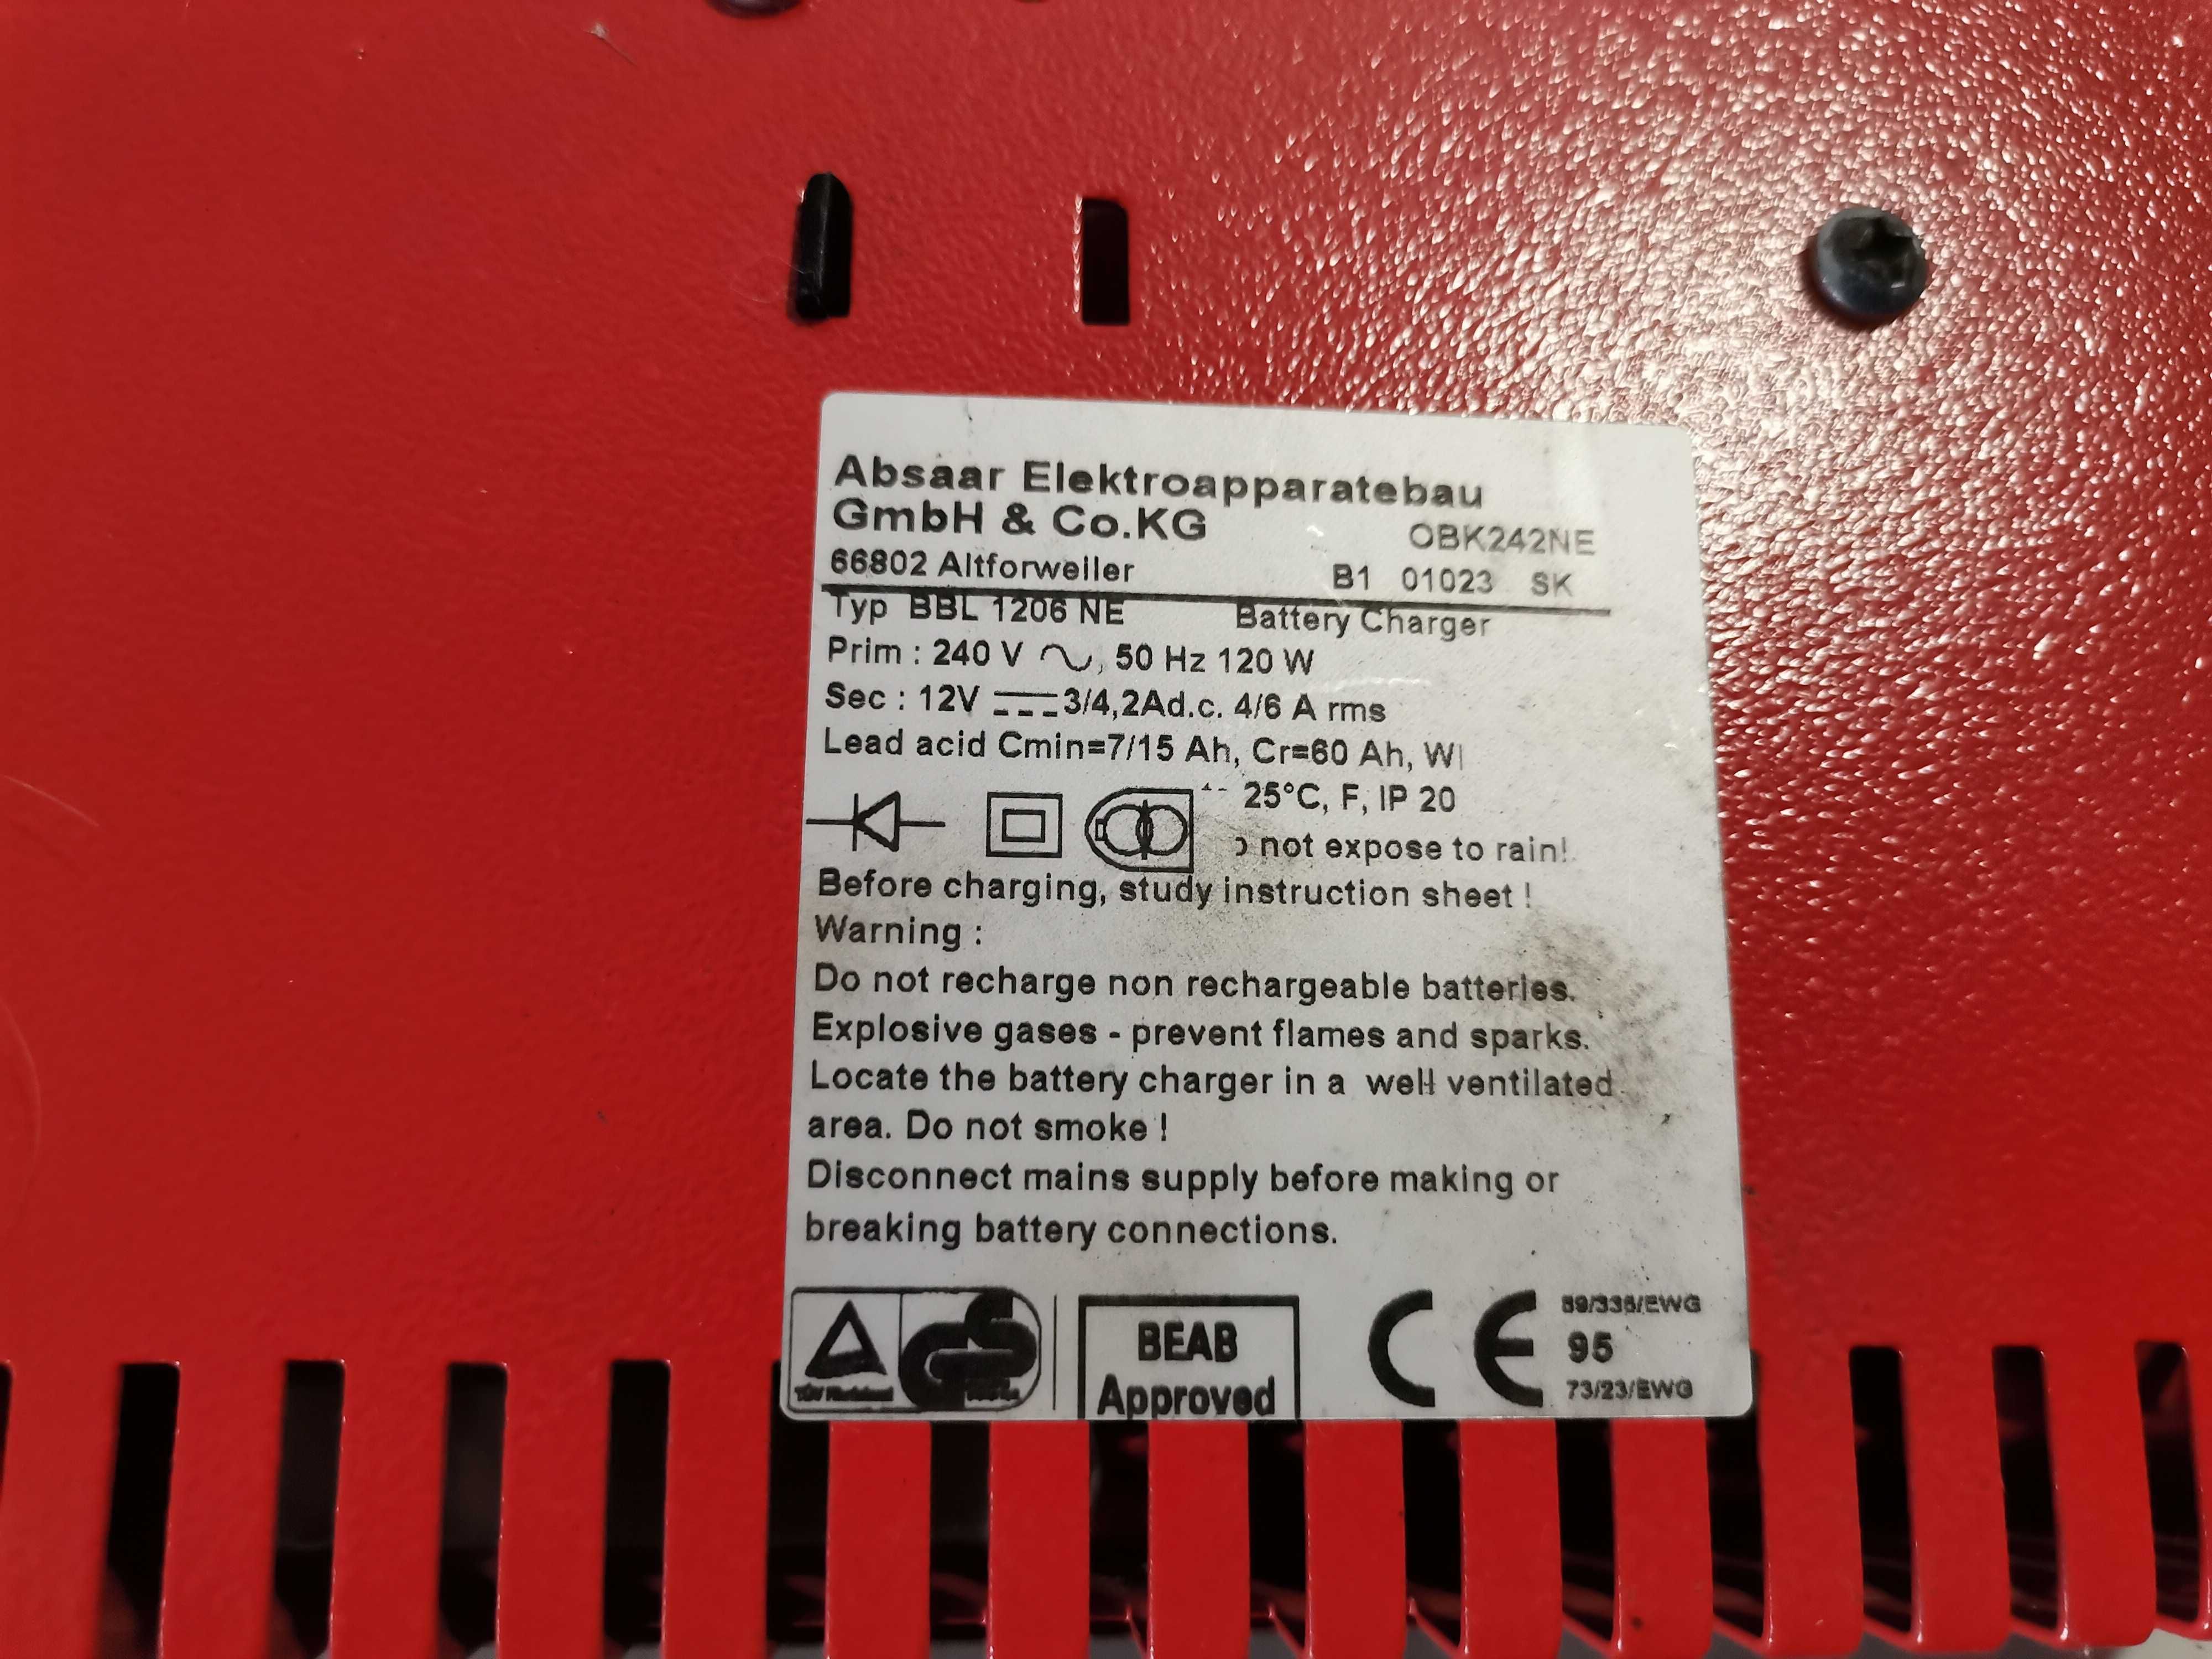 Absaar Elektroapparatebau
GmbH & Co.KG
OBK242NE
66802 Altforweiler
B1 01023 SK
Typ BBL 1206 NE Battery Charger
Prim : 240 V ~, 50 Hz 120 W
Sec : 12V 3/4,2Ad.c. 4/6 A rms
Lead acid Cmin=7/15 Ah, Cr=60 Ah,
25°C, F, IP 20
not expose to rain!
Before charging, study instruction sheet !
Warning :
Do not recharge non rechargeable batteries.
Explosive gases - prevent flames and sparks.
Locate the battery charger in a well ventilated
area. Do not smoke !
Disconnect mains supply before making or
breaking battery connections.
BEAB
Approved
CE
89/336/EWG
95
73/23/EWG